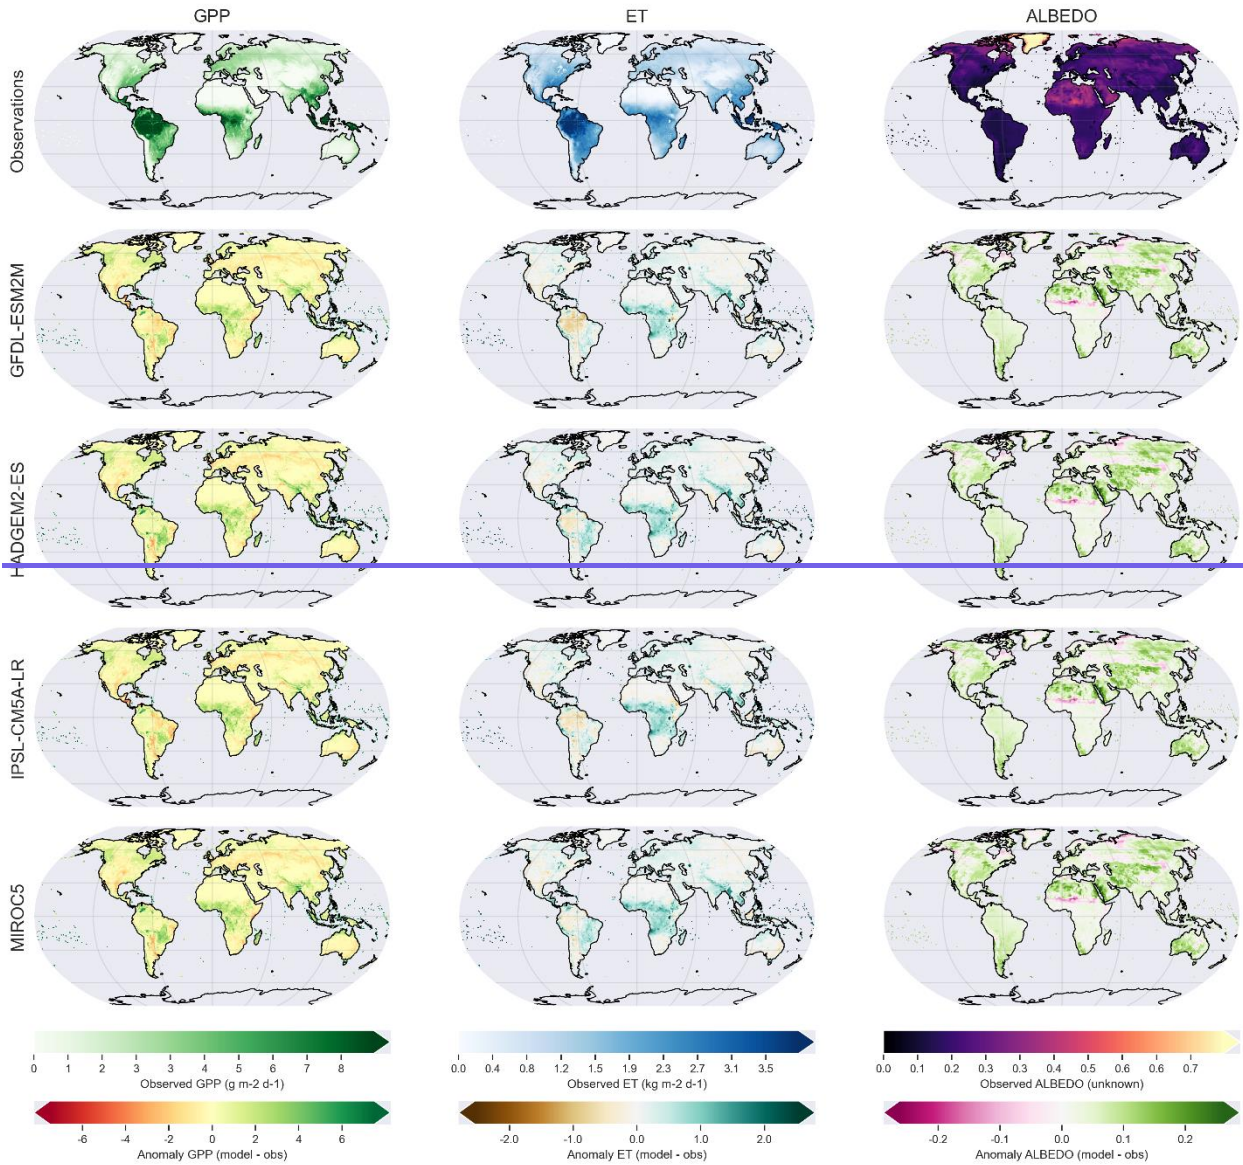 GPP ET ALBEDO
Observations
GFDL-ESM2M
HADGEM2-ES
IPSL-CM5A-LR
MIROC5
0 1 2 3 3 4 5 6 7 8
Observed GPP (g m-2 d-1)
0.0 0.4 0.8 1.2 1.5 1.9 2.3 2.7 3.1 3.5
Observed ET (kg m-2 d-1)
0.0 0.1 0.2 0.3 0.3 0.4 0.5 0.6 0.6 0.7
Observed ALBEDO (unknown)
-6 -4 -2 0 2 4 6
Anomaly GPP (model - obs)
-2.0 -1.0 0.0 1.0 2.0
Anomaly ET (model - obs)
-0.2 -0.1 0.0 0.1 0.2
Anomaly ALBEDO (model - obs)